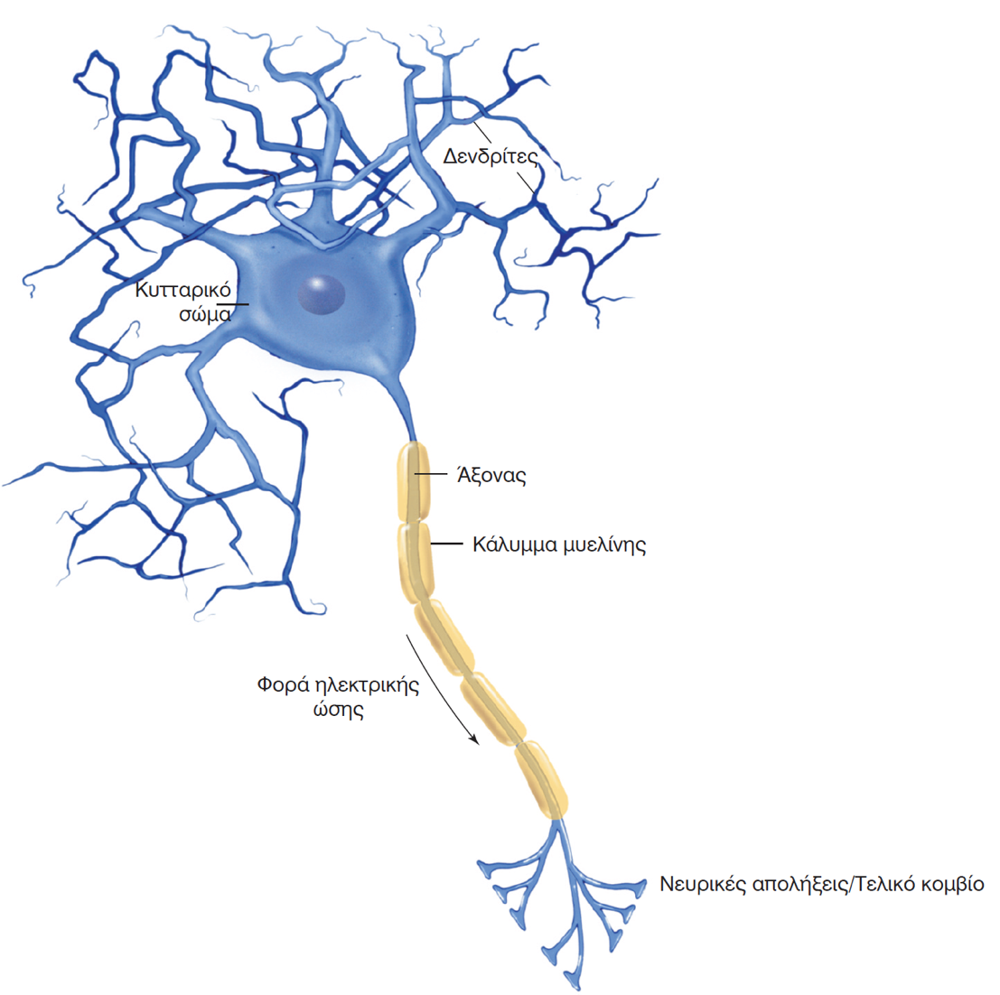 Δενδρίτες
Κυτταρικό
σώμα
Άξονας
Κάλυμμα μυελίνης
Φορά ηλεκτρικής
ώσης
Νευρικές απολήξεις/Τελικό κομβίο